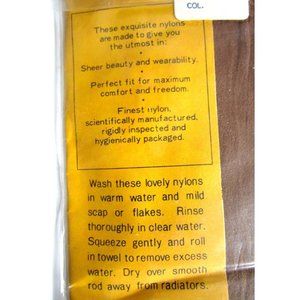 COL.
These exquisite nylons
are made to give you
the utmost in:
•
Sheer beauty and wearability.
•
Perfect fit for maximum
comfort and freedom.
•
Finest nylon,
scientifically manufactured,
rigidly inspected and
hygienically packaged.
Wash these lovely nylons
in warm water and mild
scap or flakes. Rinse
thoroughly in clear water.
Squeeze gently and roll
in towel to remove excess
water. Dry over smooth
rod away from radiators.